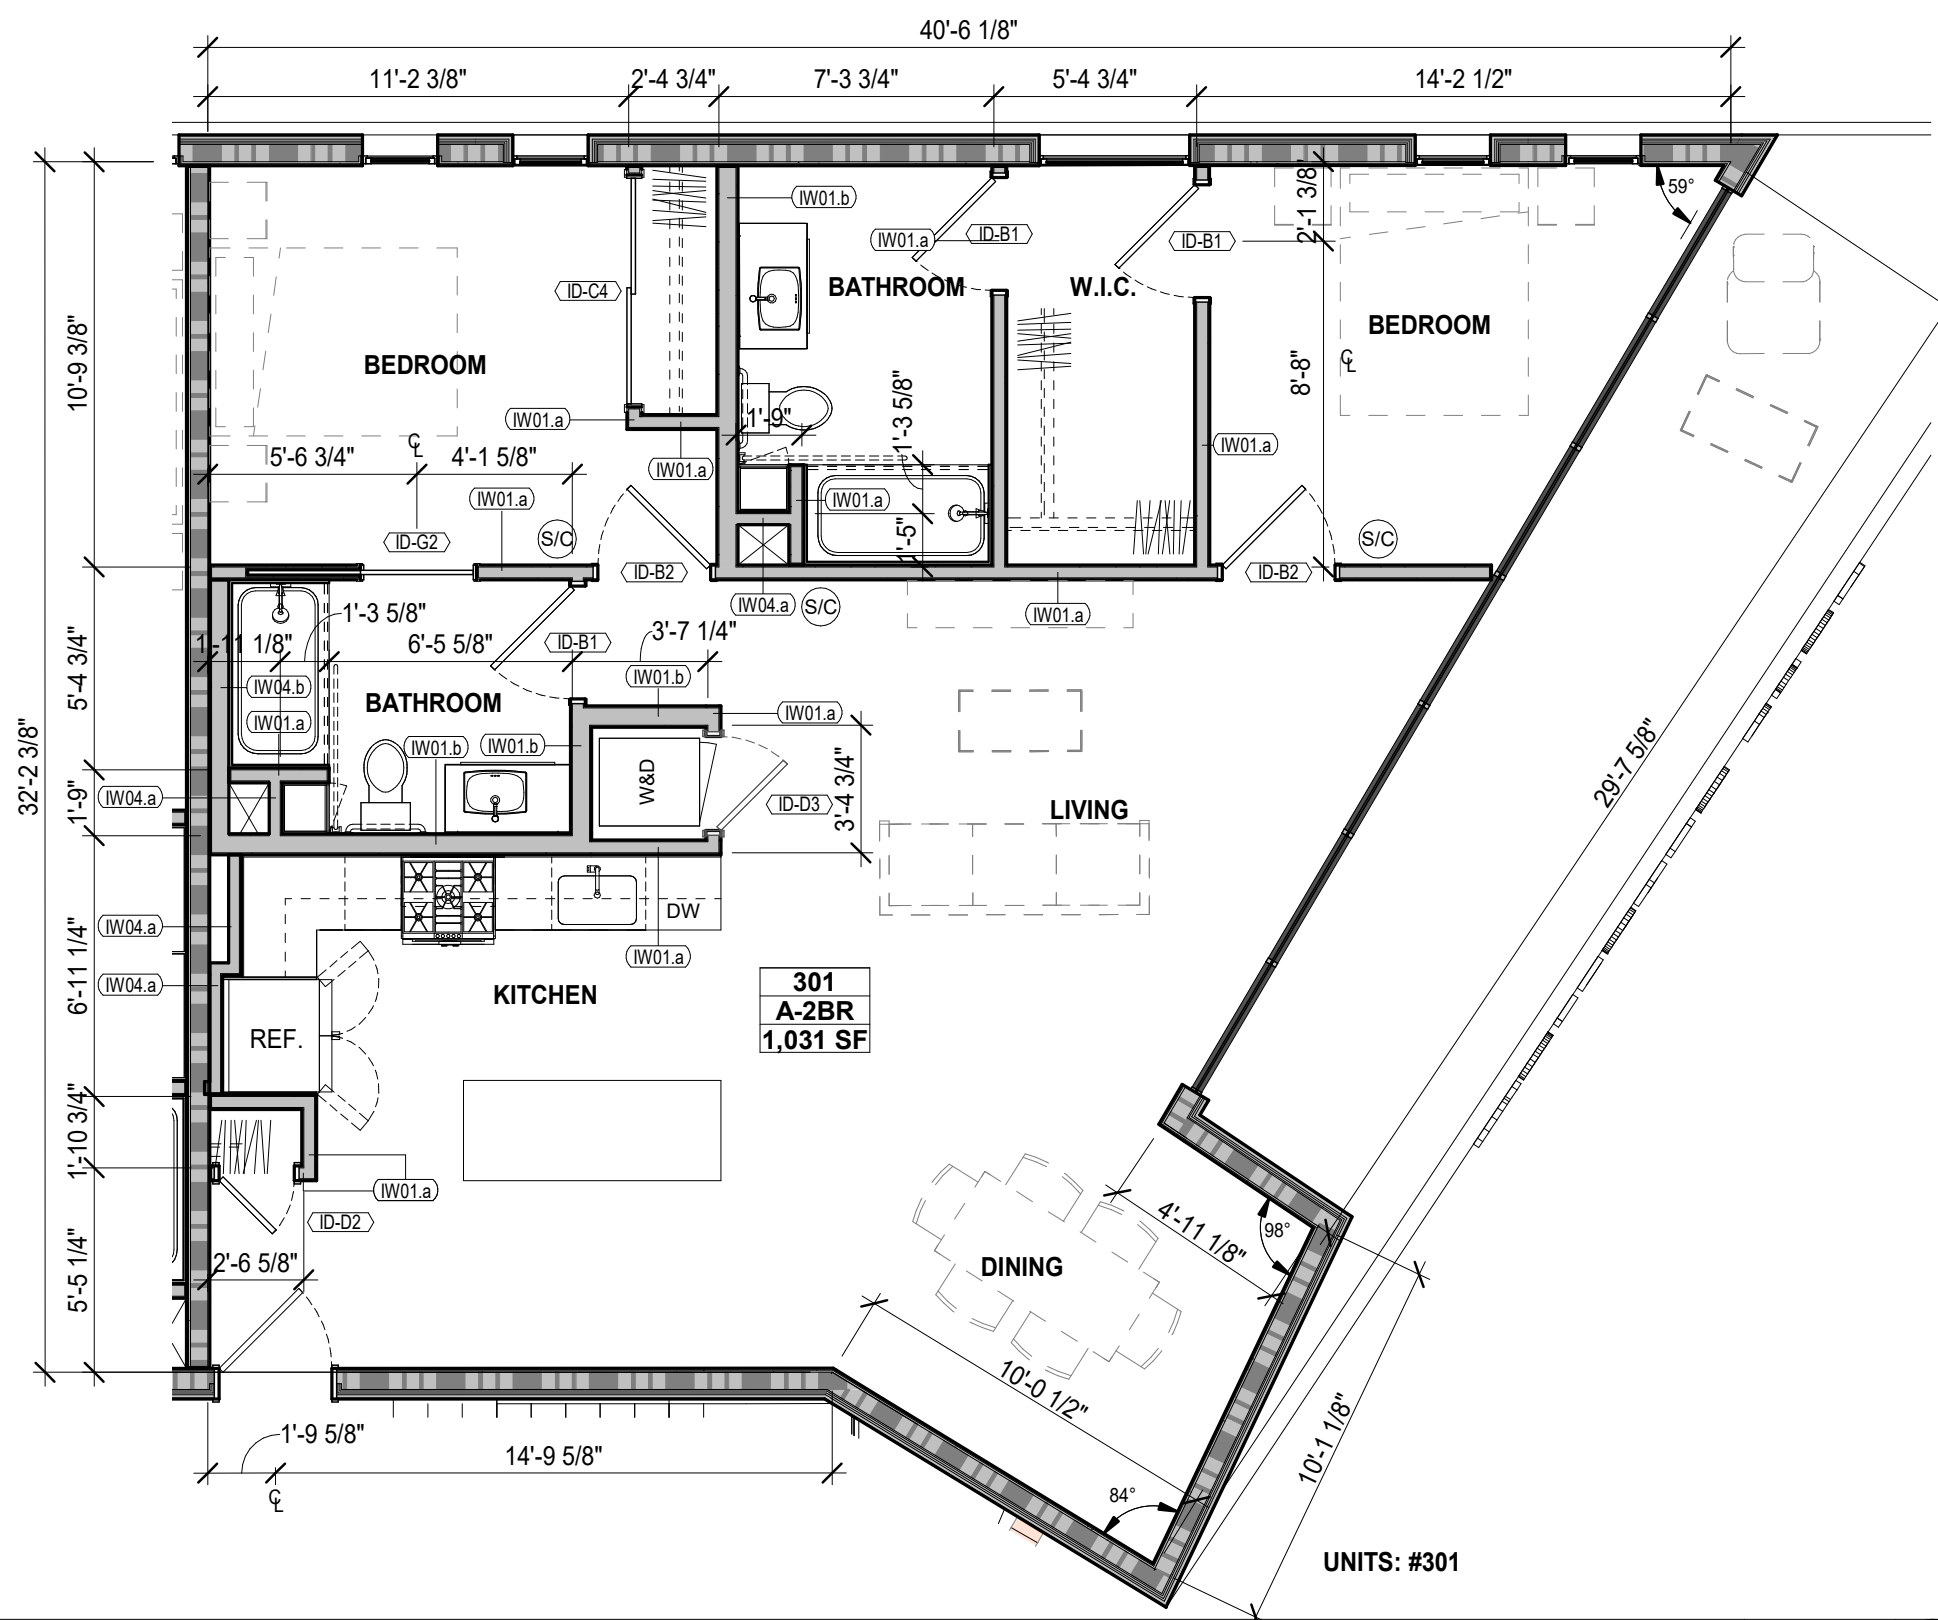 40'-6 1/8"
11'-2 3/8"
2'-4 3/4"
7'-3 3/4"
5'-4 3/4"
14'-2 1/2"
59°
IW01.b
IW01.a
ID-B1
ID-B1
2'-1 3/8"
ID-C4
BATHROOM
W.I.C.
BEDROOM
BEDROOM
10'-9 3/8"
8'-8"
℄
IW01.a
1'-9"
1'-3 5/8"
℄
5'-6 3/4"
4'-1 5/8"
IW01.a
IW01.a
IW01.a
IW01.a
ID-G2
S/C
-5"
S/C
ID-B2
ID-B2
IW04.a
S/C
IW01.a
1'-3 5/8"
1'-11 1/8"
6'-5 5/8"
ID-B1
3'-7 1/4"
5'-4 3/4"
IW04.b
IW01.b
BATHROOM
IW01.a
IW01.a
IW01.b
IW01.b
W&D
3'-4 3/4"
29'-7 5/8"
32'-2 3/8"
1'-9"
IW04.a
ID-D3
LIVING
DW
IW04.a
IW01.a
6'-11 1/4"
IW04.a
KITCHEN
301
A-2BR
1,031 SF
REF.
1'-10 3/4"
IW01.a
ID-D2
4'-11 1/8"
98°
5'-5 1/4"
2'-6 5/8"
DINING
10'-0 1/2"
10'-1 1/8"
1'-9 5/8"
14'-9 5/8"
℄
84°
UNITS: #301